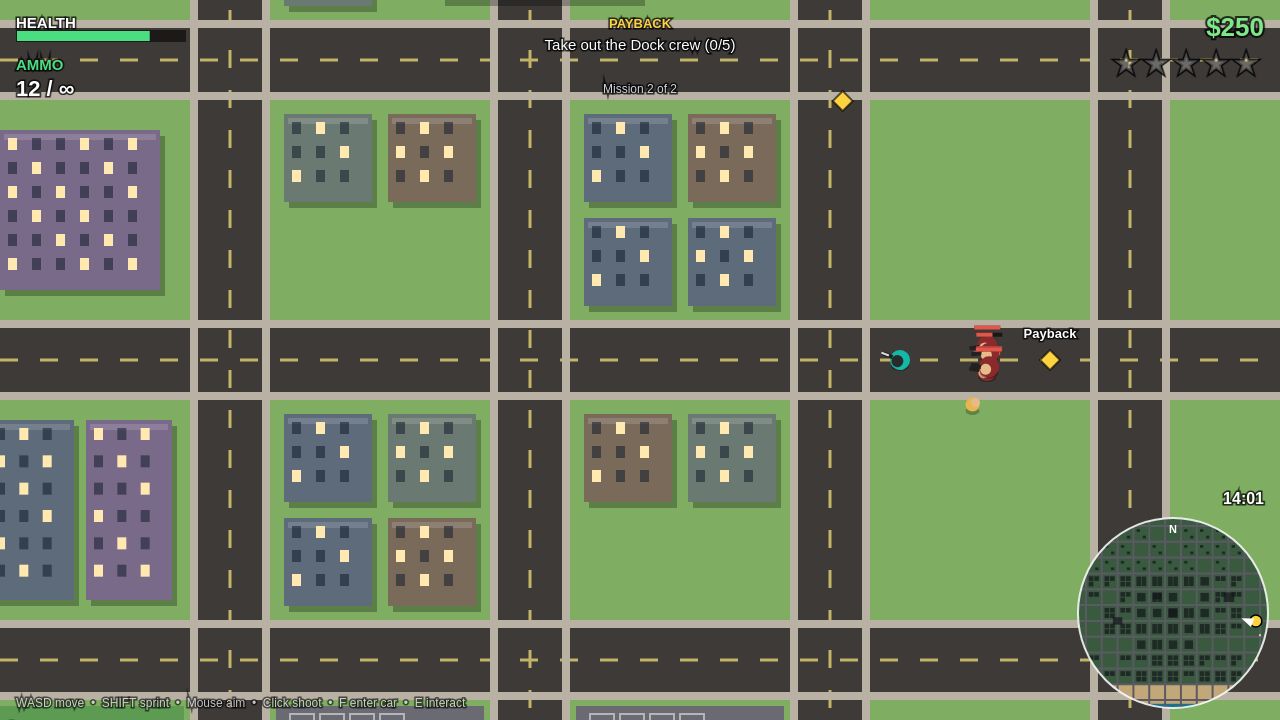 HEALTH
AMMO
12 / ∞
PAYBACK
Take out the Dock crew (0/5)
Mission 2 of 2
$250
Payback
14:01
N
WASD move • SHIFT sprint • Mouse aim • Click shoot • F enter car • E interact